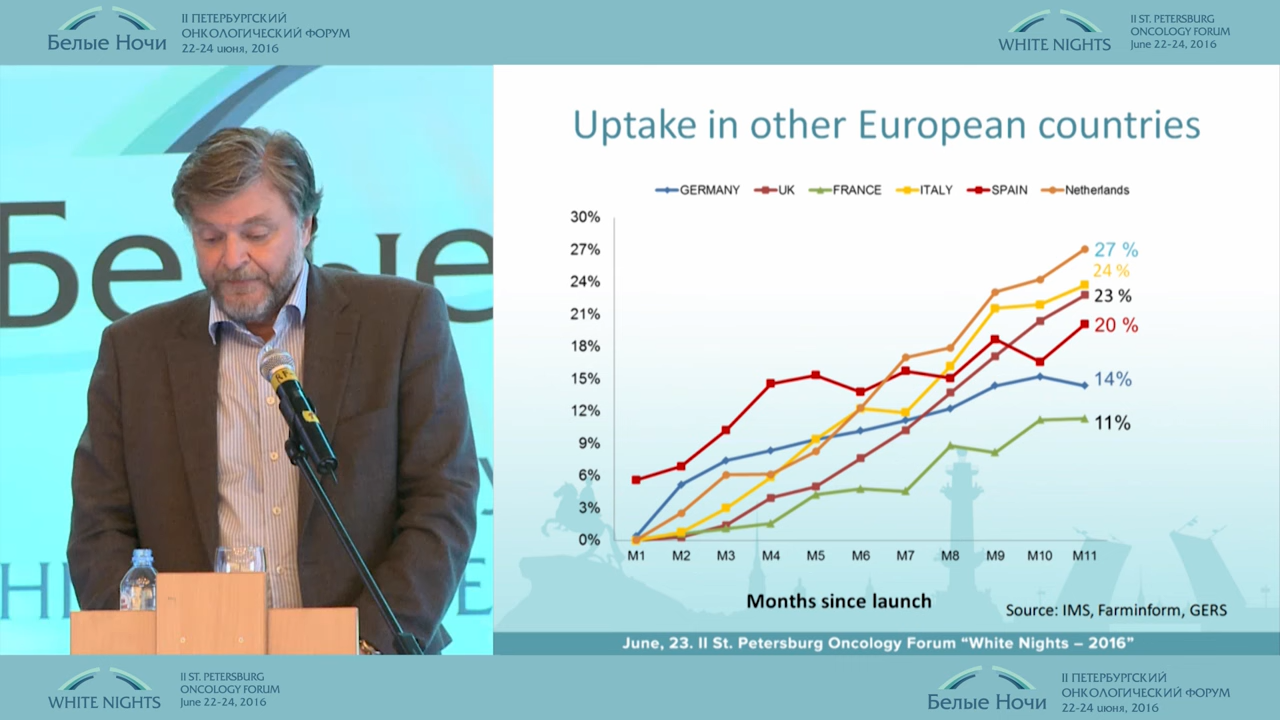 Белые Ночи
II ПЕТЕРБУРГСКИЙ
ОНКОЛОГИЧЕСКИЙ ФОРУМ
22-24 июня, 2016
WHITE NIGHTS
II ST. PETERSBURG
ONCOLOGY FORUM
June 22-24, 2016
Белые
Uptake in other European countries
GERMANY UK FRANCE ITALY SPAIN Netherlands
30%
27%
24%
21%
18%
15%
12%
9%
6%
3%
0%
27 %
24 %
23 %
20 %
14%
11%
M1 M2 M3 M4 M5 M6 M7 M8 M9 M10 M11
Months since launch
Source: IMS, Farminform, GERS
June, 23. II St. Petersburg Oncology Forum “White Nights – 2016”
WHITE NIGHTS
II ST. PETERSBURG
ONCOLOGY FORUM
June 22-24, 2016
Белые Ночи
II ПЕТЕРБУРГСКИЙ
ОНКОЛОГИЧЕСКИЙ ФОРУМ
22-24 июня, 2016